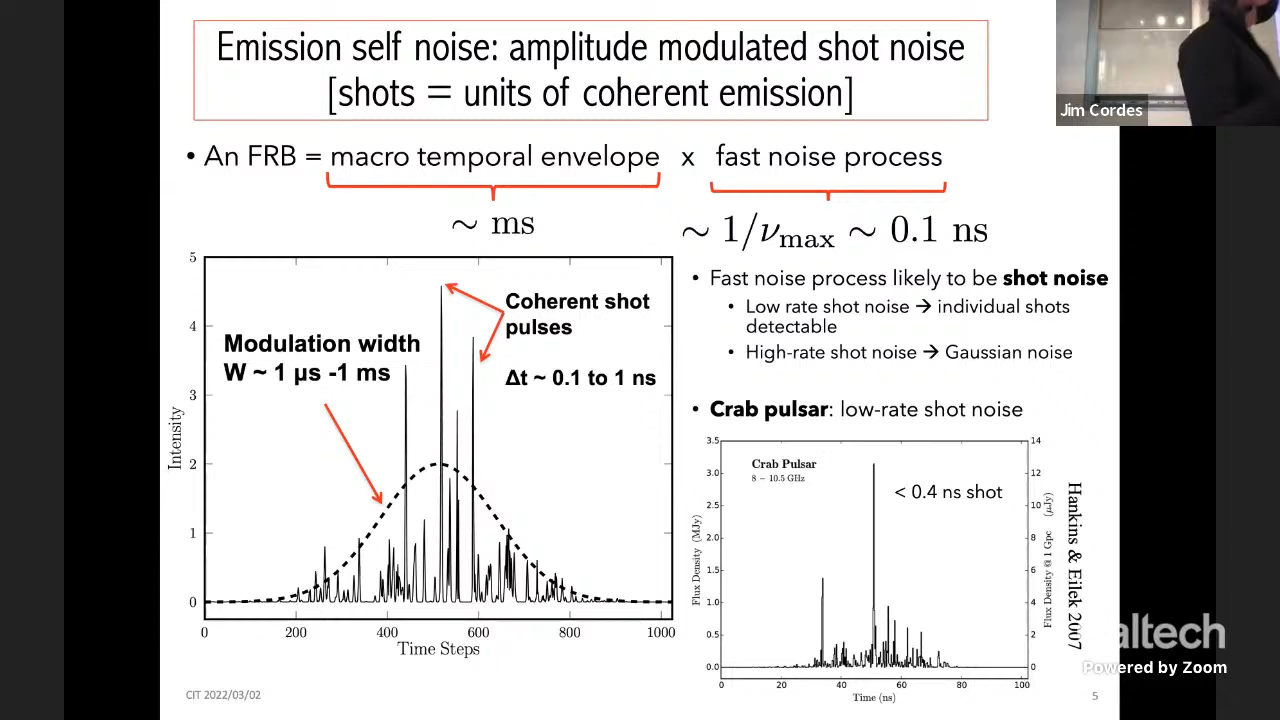 Emission self noise: amplitude modulated shot noise
[shots = units of coherent emission]
Jim Cordes
• An FRB = macro temporal envelope x fast noise process
∼ ms
∼ 1/νmax ∼ 0.1 ns
5
4
3
2
1
0
Intensity
0 200 400 600 800 1000
Time Steps
Coherent shot
pulses
Δt ~ 0.1 to 1 ns
Modulation width
W ~ 1 µs -1 ms
• Fast noise process likely to be shot noise
• Low rate shot noise → individual shots
detectable
• High-rate shot noise → Gaussian noise
• Crab pulsar: low-rate shot noise
3.5
3.0
2.5
2.0
1.5
1.0
0.5
0.0
Flux Density (MJy)
Crab Pulsar
8 − 10.5 GHz
< 0.4 ns shot
14
12
10
8
6
4
2
0
Flux Density @ 1 Gpc (µJy)
0 20 40 60 80 100
Time (ns)
Hankins & Eilek 2007
altech
Powered by Zoom
CIT 2022/03/02
5